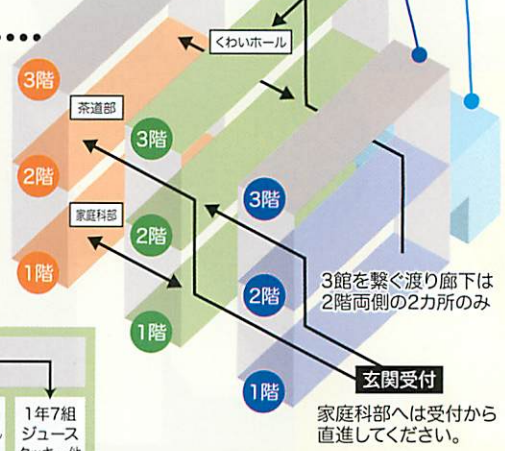 くわいホール
3階
茶道部
3階
2階
家庭科部
3階
2階
1階
2階
1階
3館を繋ぐ渡り廊下は
2階両側の2カ所のみ
1階
玄関受付
家庭科部へは受付から
直進してください。
1年7組
ジュース